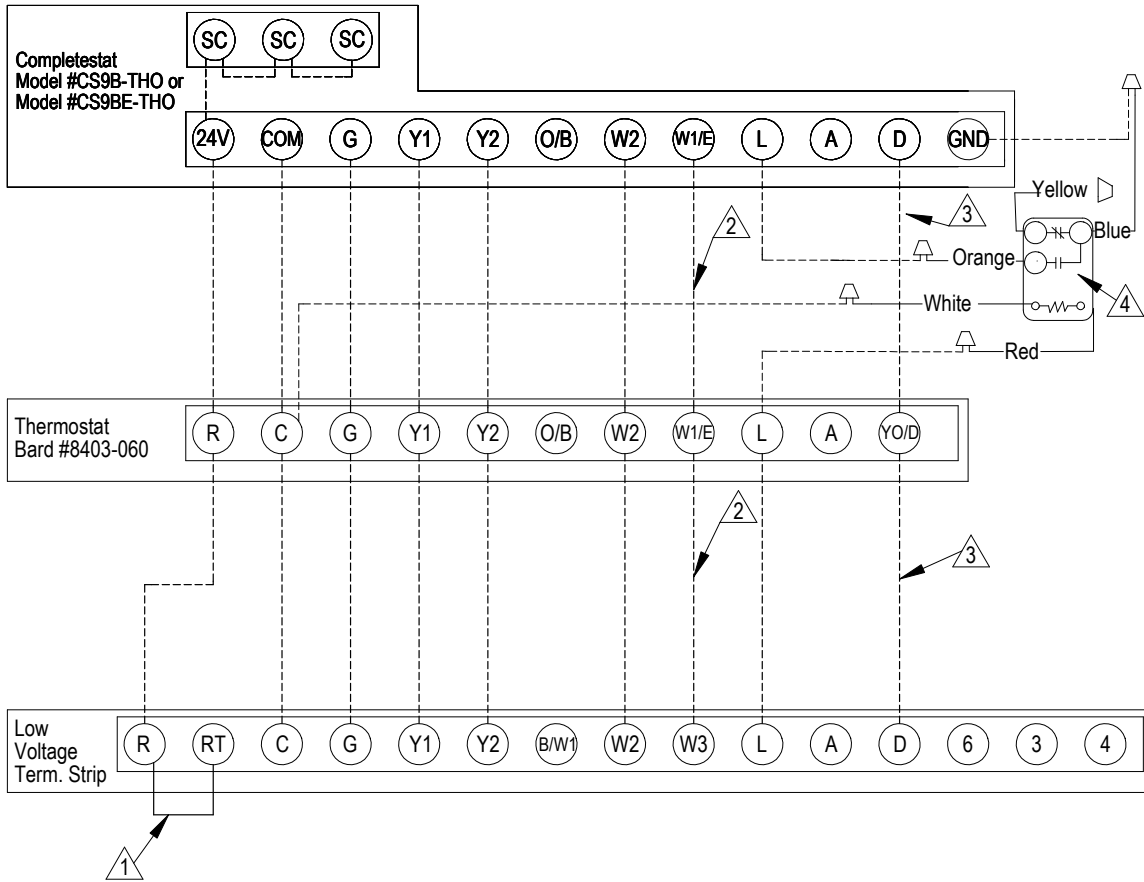 SC SC SC
Completestat
Model #CS9B-THO or
Model #CS9BE-THO
24V COM G Y1 Y2 O/B W2 W1/E L A D GND
Yellow
3
2
Blue
Orange
4
White
Red
Thermostat
Bard #8403-060
R C G Y1 Y2 O/B W2 W1/E L A YO/D
2
3
Low
Voltage
Term. Strip
R RT C G Y1 Y2 B/W1 W2 W3 L A D 6 3 4
1